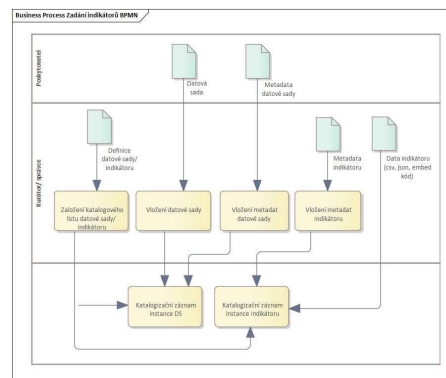 Business Process Zadání indikátorů BPMN
Poskytovatel
Datová
sada
Metadata
datové sady
Kurátor/ správce
Definice
datové sady/
indikátoru
Metadata
indikátoru
Data indikátoru
(csv, json, embed
kód)
Založení katalogového
listu datové sady/
indikátoru
Vložení datové sady
Vložení metadat
datové sady
Vložení metadat
indikátoru
Katalogizační záznam
instance DS
Katalogizační záznam
instance Indikátoru